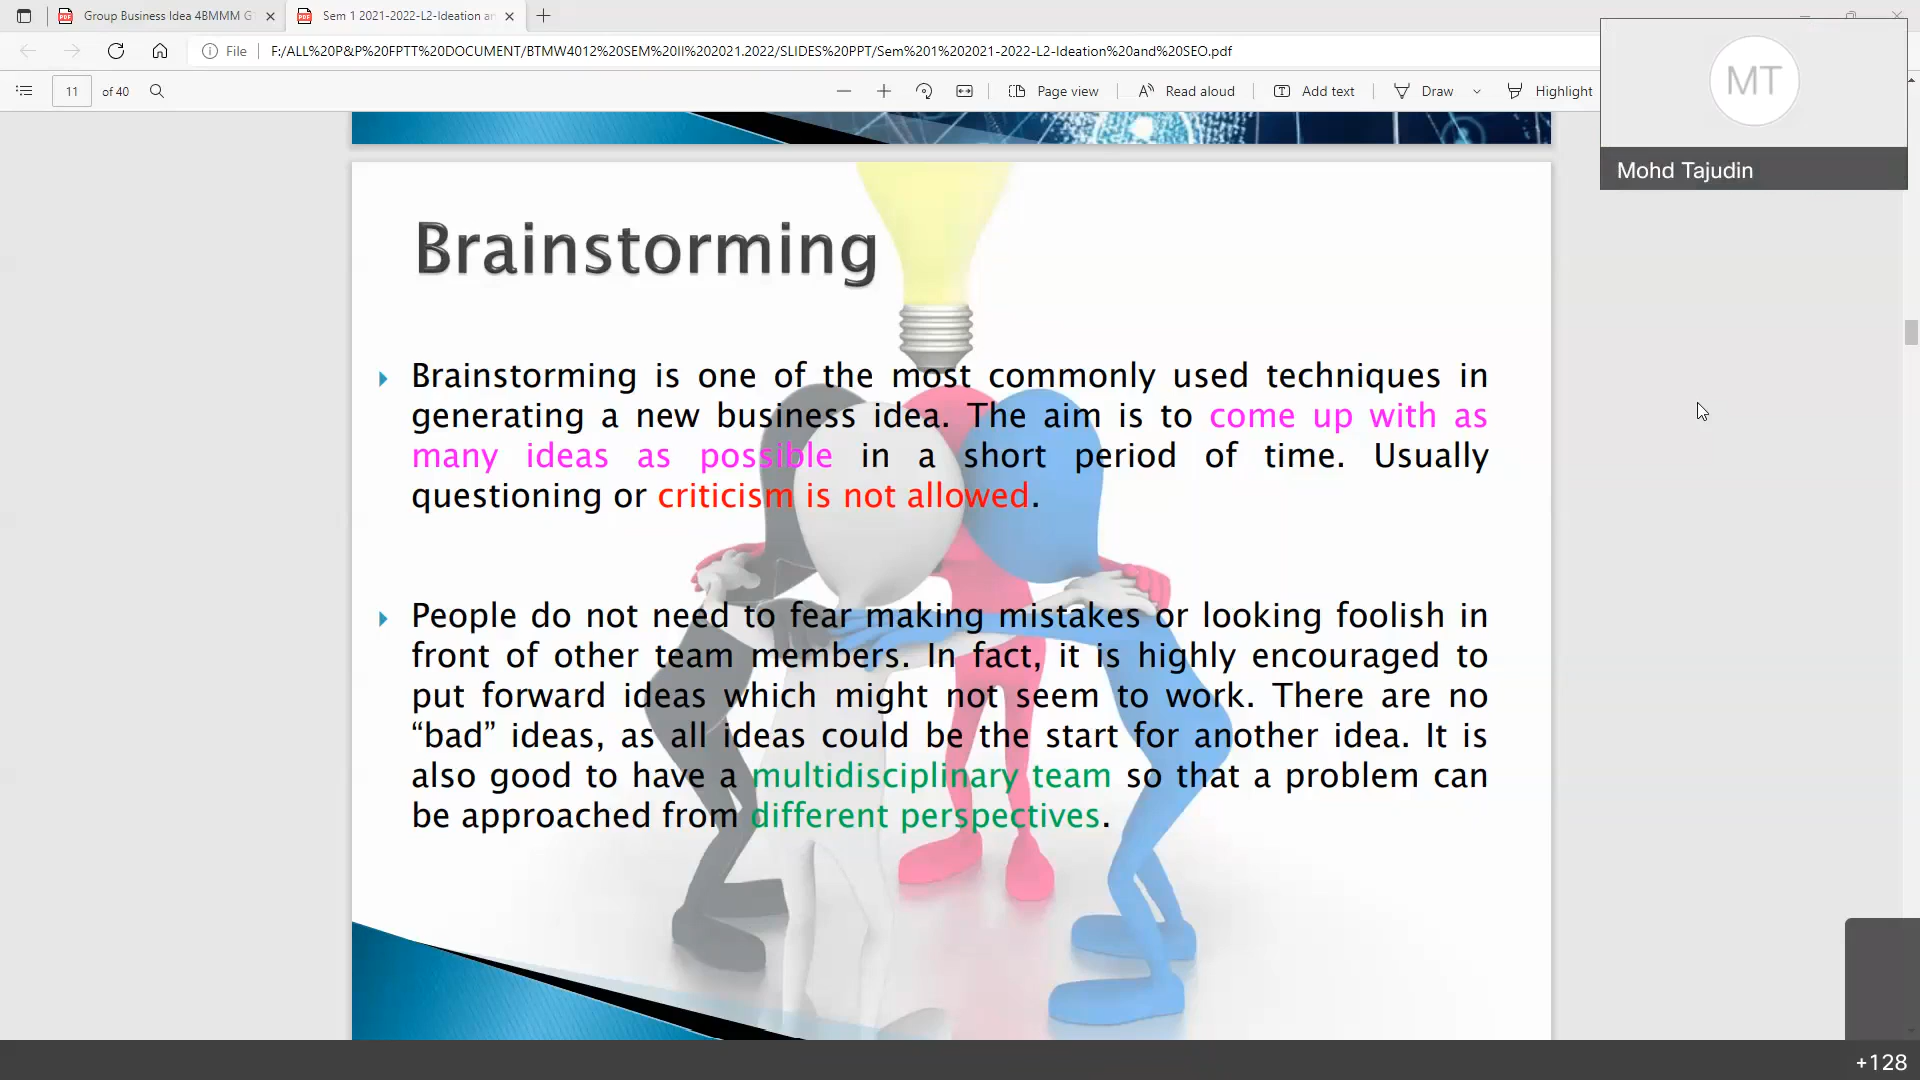 Group Business Idea 4BMMM G
Sem 1 2021-2022-L2-Ideation an
File
F:/ALL%20P&P%20FPTT%20DOCUMENT/BTMW4012%20SEM%20II%202021.2022/SLIDES%20PPT/Sem%201%202021-2022-L2-Ideation%20and%20SEO.pdf
11 of 40
Page view
Read aloud
Add text
Draw
Highlight
MT
Mohd Tajudin
Brainstorming
Brainstorming is one of the most commonly used techniques in
generating a new business idea. The aim is to come up with as
many ideas as possible in a short period of time. Usually
questioning or criticism is not allowed.
People do not need to fear making mistakes or looking foolish in
front of other team members. In fact, it is highly encouraged to
put forward ideas which might not seem to work. There are no
“bad” ideas, as all ideas could be the start for another idea. It is
also good to have a multidisciplinary team so that a problem can
be approached from different perspectives.
+128